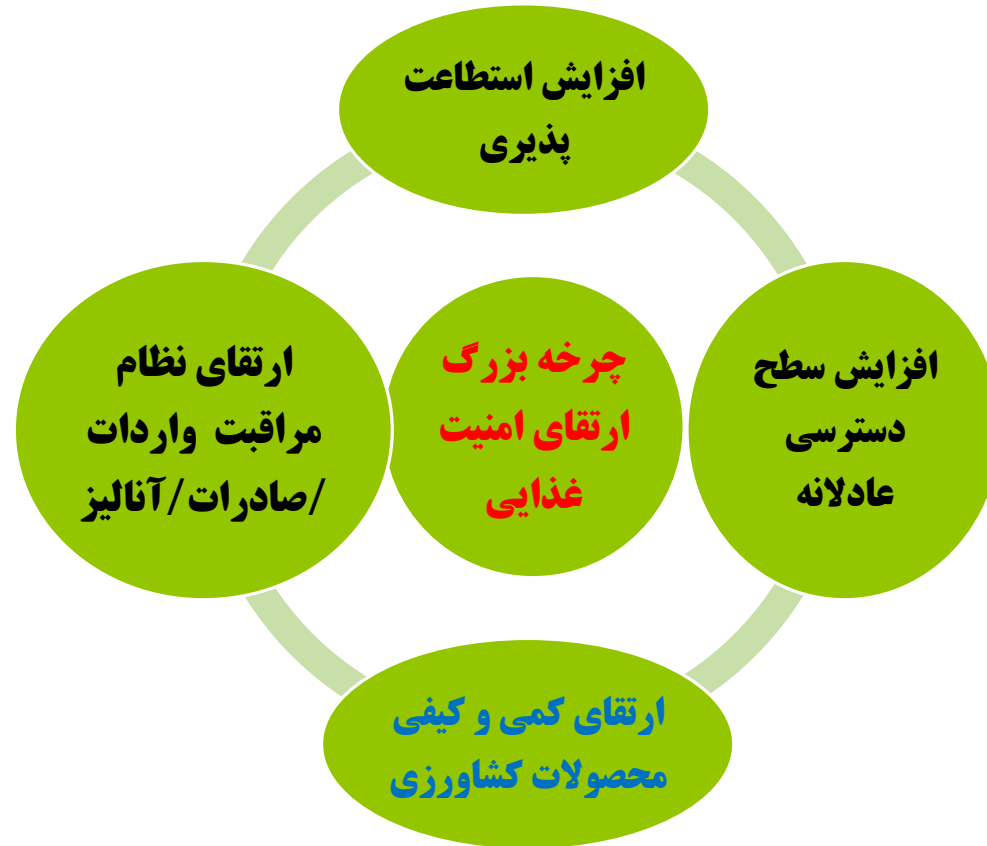 افزایش استطاعت
پذیری
ارتقای نظام
مراقبت واردات
/صادرات/آنالیز
چرخه بزرگ
ارتقای امنیت
غذایی
افزایش سطح
دسترسی
عادلانه
ارتقای کمی و کیفی
محصولات کشاورزی